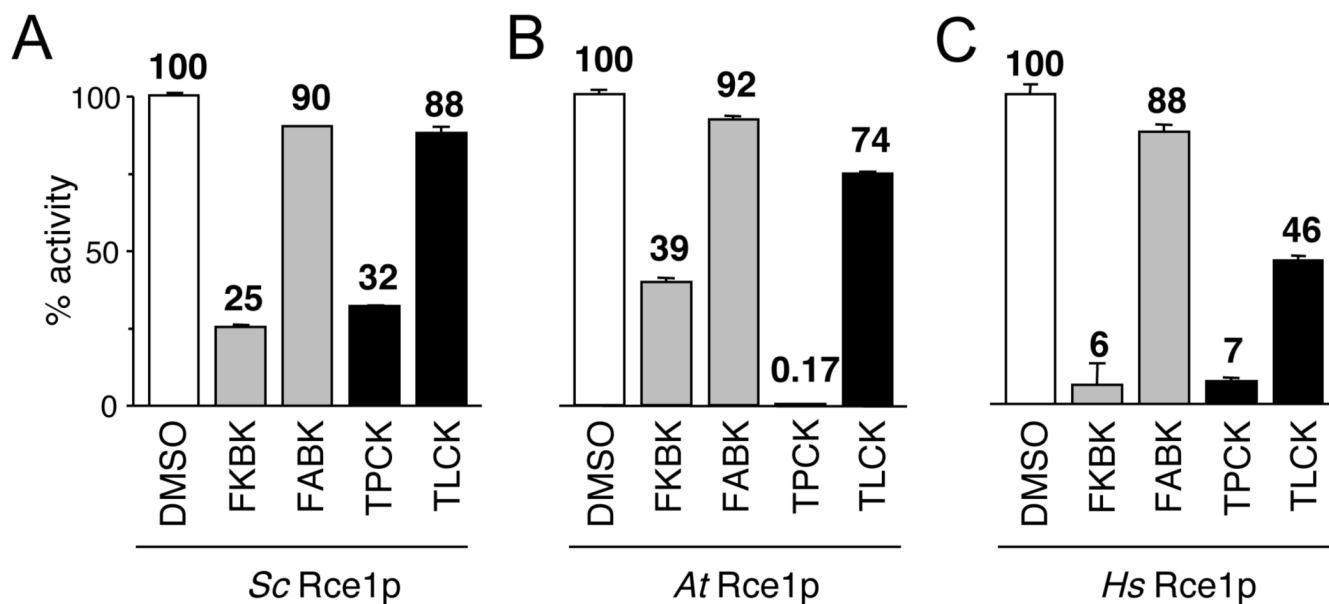 A
B
C
% activity
100
50
0
100
25
90
32
88
DMSO
FKBK
FABK
TPCK
TLCK
Sc Rce1p
100
39
92
0.17
74
DMSO
FKBK
FABK
TPCK
TLCK
At Rce1p
100
6
88
7
46
DMSO
FKBK
FABK
TPCK
TLCK
Hs Rce1p